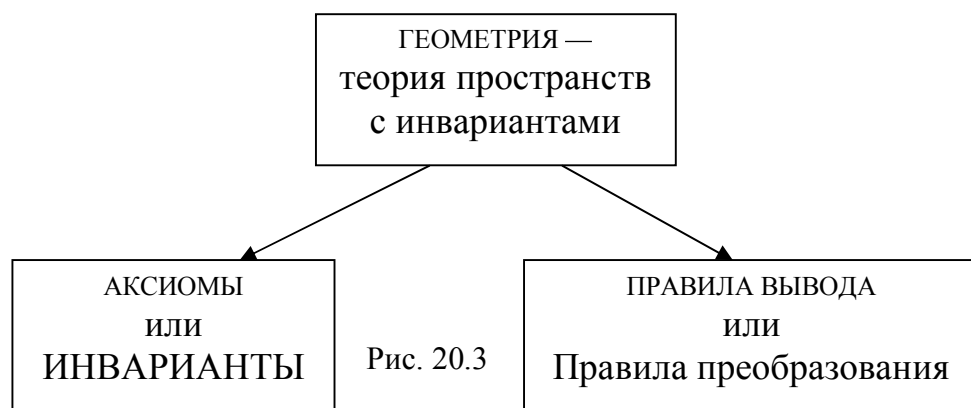 ГЕОМЕТРИЯ —
теория пространств
с инвариантами
АКСИОМЫ
или
ИНВАРИАНТЫ
Рис. 20.3
ПРАВИЛА ВЫВОДА
или
Правила преобразования